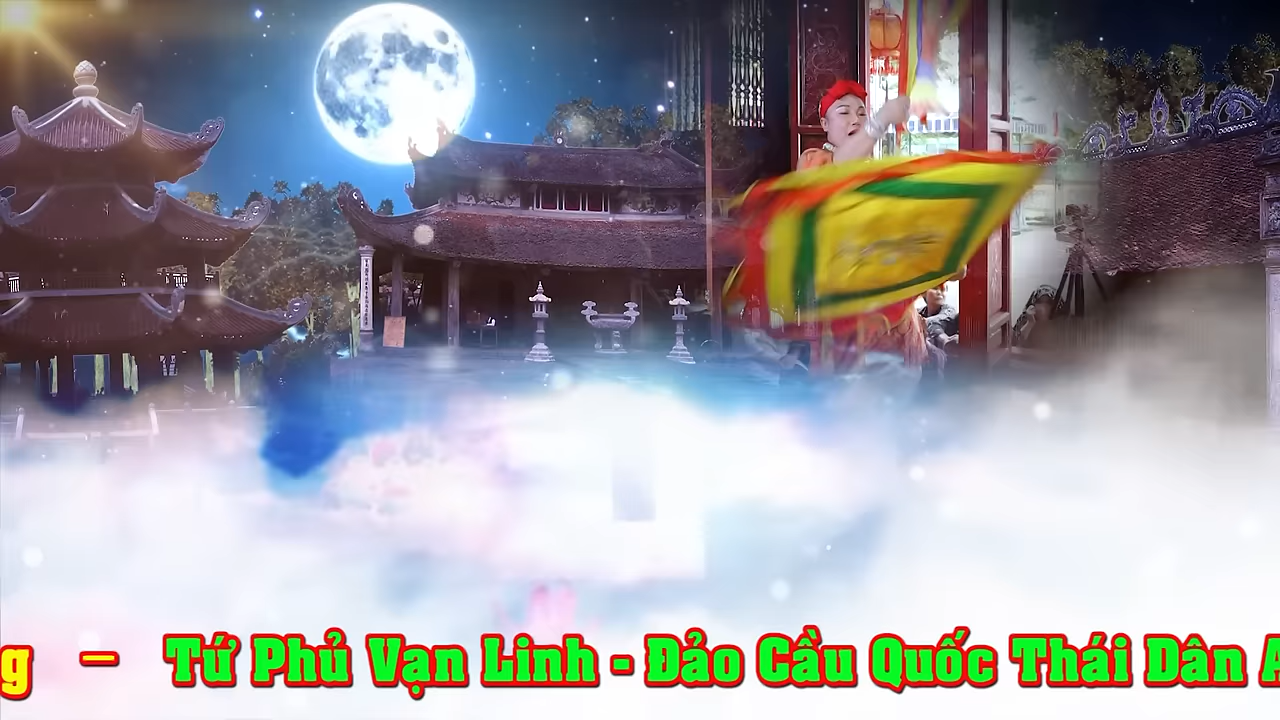 g – Tứ Phủ Vạn Linh - Đảo Cầu Quốc Thái Dân A